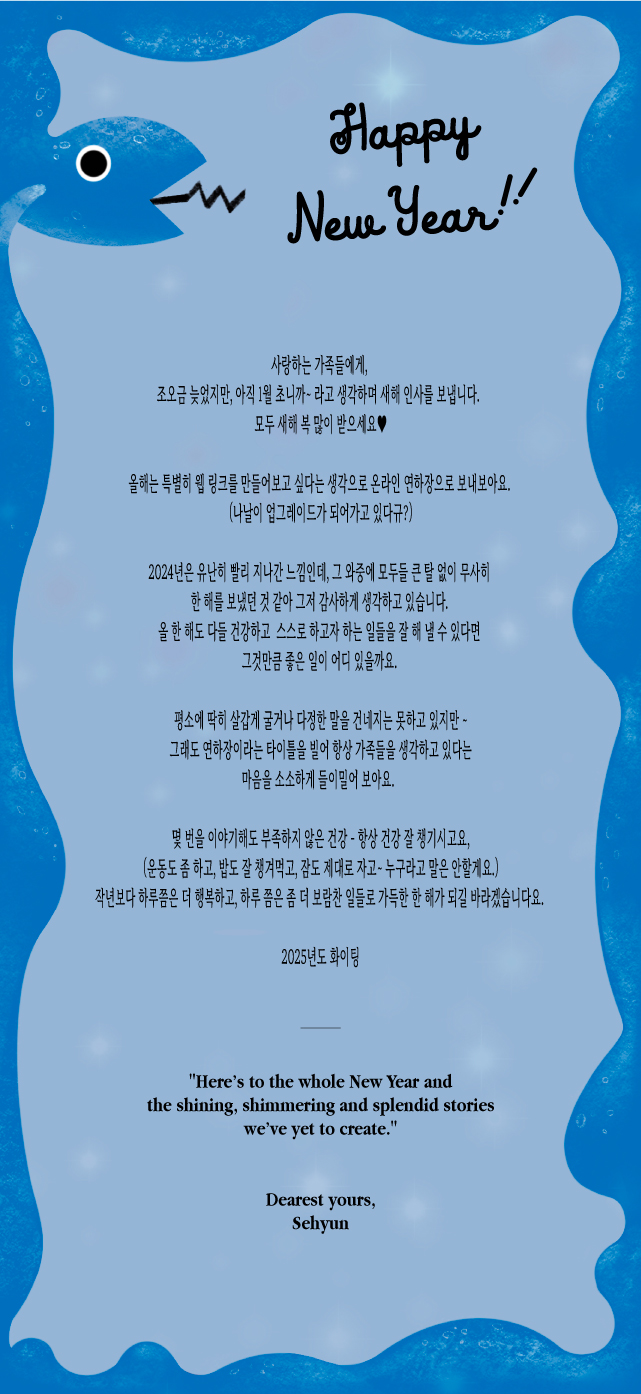 Happy
New Year!!
사랑하는 가족들에게,
조오금 늦었지만, 아직 1월 초니까~ 라고 생각하며 새해 인사를 보냅니다.
모두 새해 복 많이 받으세요♥
올해는 특별히 웹 링크를 만들어보고 싶다는 생각으로 온라인 연하장으로 보내보아요.
(나날이 업그레이드가 되어가고 있다규?)
2024년은 유난히 빨리 지나간 느낌인데, 그 와중에 모두들 큰 탈 없이 무사히
한 해를 보냈던 것 같아 그저 감사하게 생각하고 있습니다.
올 한 해도 다들 건강하고 스스로 하고자 하는 일들을 잘 해 낼 수 있다면
그것만큼 좋은 일이 어디 있을까요.
평소에 딱히 살갑게 굴거나 다정한 말을 건네지는 못하고 있지만 ~
그래도 연하장이라는 타이틀을 빌어 항상 가족들을 생각하고 있다는
마음을 소소하게 들이밀어 보아요.
몇 번을 이야기해도 부족하지 않은 건강 - 항상 건강 잘 챙기시고요,
(운동도 좀 하고, 밥도 잘 챙겨먹고, 잠도 제대로 자고~ 누구라고 말은 안할게요.)
작년보다 하루쯤은 더 행복하고, 하루 쯤은 좀 더 보람찬 일들로 가득한 한 해가 되길 바라겠습니다요.
2025년도 화이팅
"Here's to the whole New Year and
the shining, shimmering and splendid stories
we've yet to create."
Dearest yours,
Sehyun